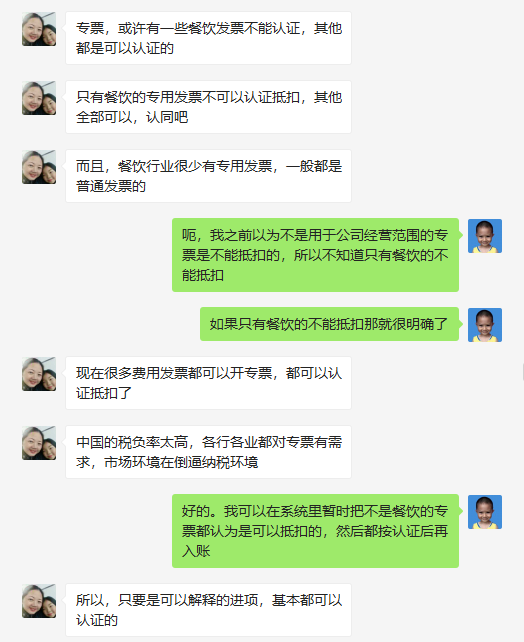 专票，或许有一些餐饮发票不能认证，其他
都是可以认证的
只有餐饮的专用发票不可以认证抵扣，其他
全部可以，认同吧
而且，餐饮行业很少有专用发票，一般都是
普通发票的
呃，我之前以为不是用于公司经营范围的专
票是不能抵扣的，所以不知道只有餐饮的不
能抵扣
如果只有餐饮的不能抵扣那就很明确了
现在很多费用发票都可以开专票，都可以认
证抵扣了
中国的税负率太高，各行各业都对专票有需
求，市场环境在倒逼纳税环境
好的。我可以在系统里暂时把不是餐饮的专
票都认为是可以抵扣的，然后都按认证后再
入账
所以，只要是可以解释的进项，基本都可以
认证的